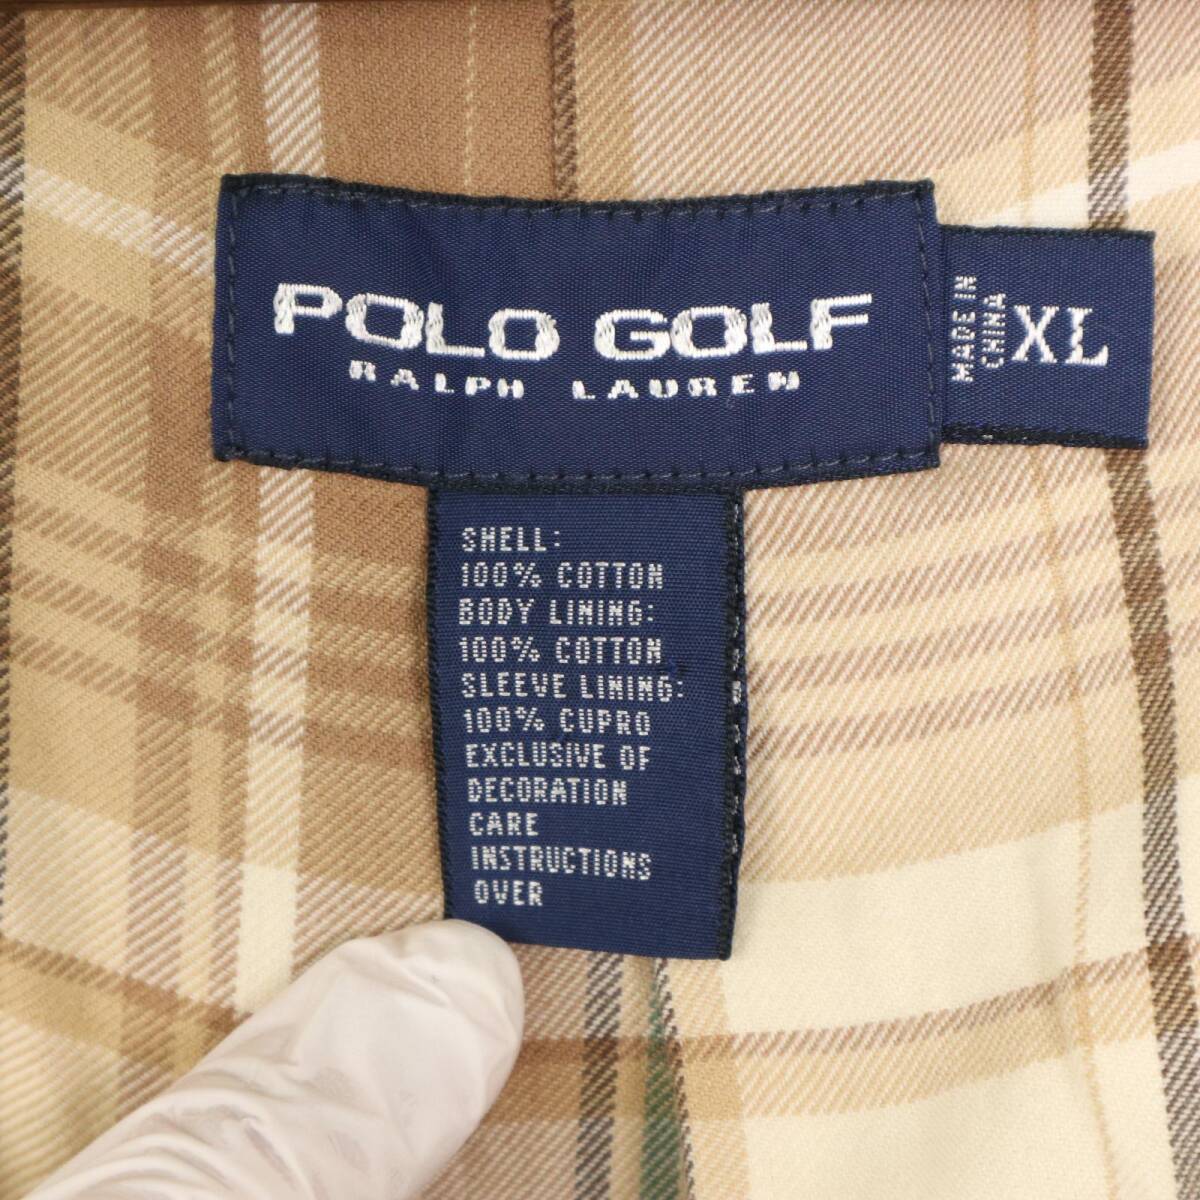 POLO GOLF
RALPH LAUREN
MADE IN
CHINA
XL
SHELL:
100% COTTON
BODY LINING:
100% COTTON
SLEEVE LINING:
100% CUPRO
EXCLUSIVE OF
DECORATION
CARE
INSTRUCTIONS
OVER